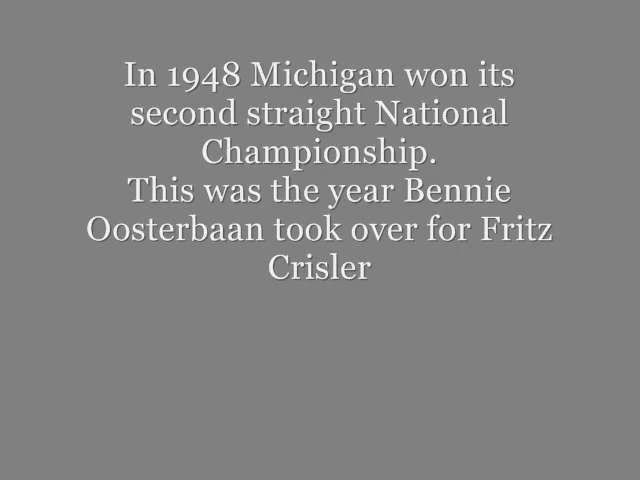 In 1948 Michigan won its
second straight National
Championship.
This was the year Bennie
Oosterbaan took over for Fritz
Crisler